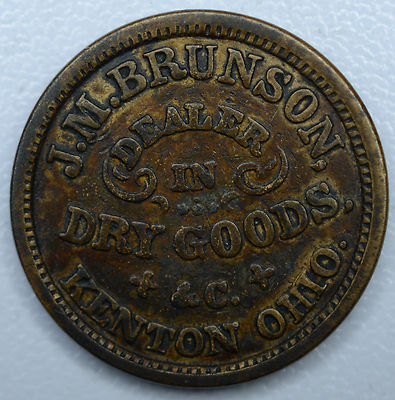 J.M.BRUNSON,
DEALER
IN
DRY GOODS,
&C.
KENTON OHIO.